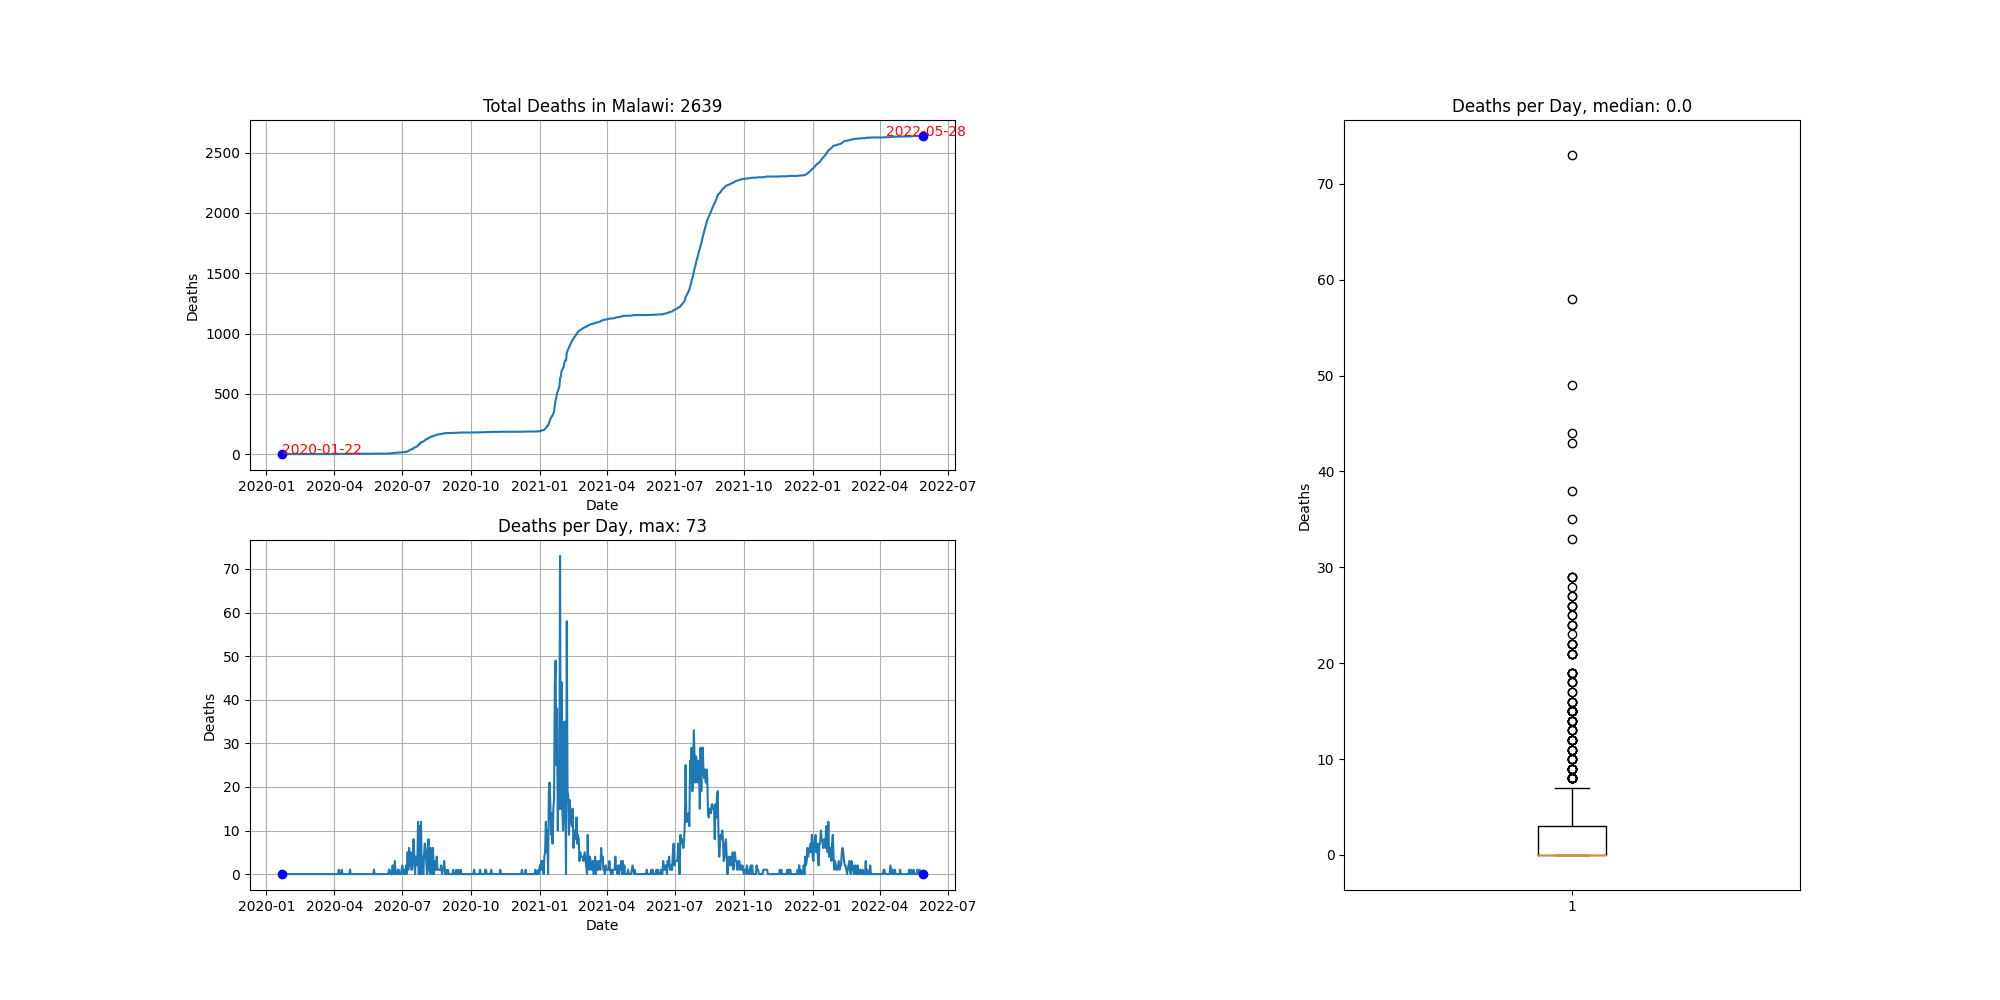 Total Deaths in Malawi: 2639
Deaths
2500
2000
1500
1000
500
0
2020-01-22
2022-05-28
2020-01 2020-04 2020-07 2020-10 2021-01 2021-04 2021-07 2021-10 2022-01 2022-04 2022-07
Date
Deaths per Day, max: 73
Deaths
70
60
50
40
30
20
10
0
2020-01 2020-04 2020-07 2020-10 2021-01 2021-04 2021-07 2021-10 2022-01 2022-04 2022-07
Date
Deaths per Day, median: 0.0
Deaths
70
60
50
40
30
20
10
0
1